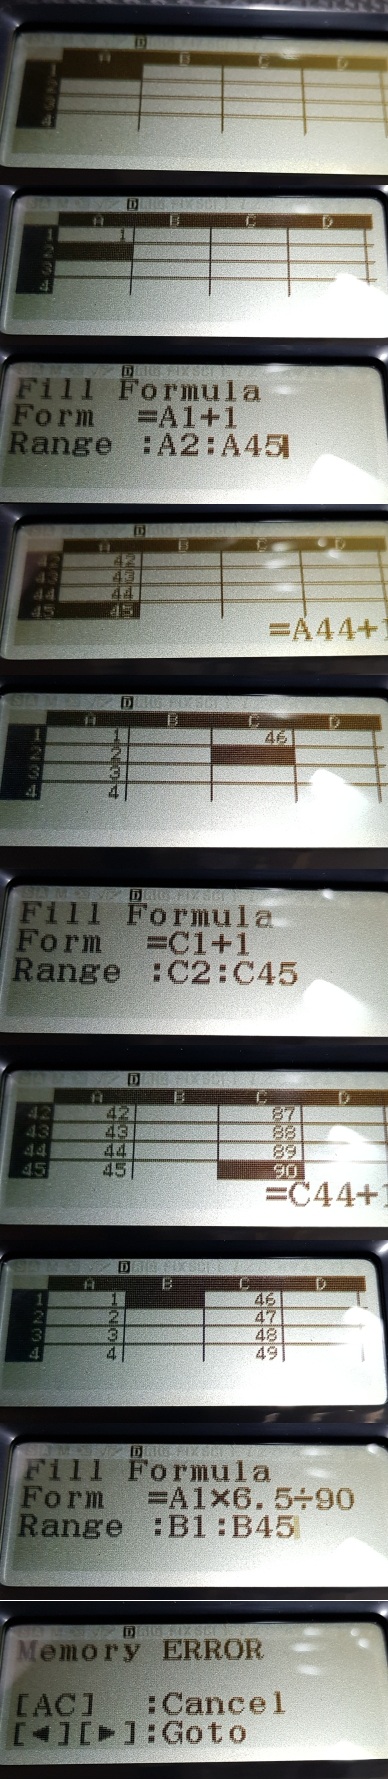 D
A B C D
1
2
3
4
D
A B C D
1 1
2
3
4
D
Fill Formula
Form =A1+1
Range :A2:A45
D
A B C D
42 42
43 43
44 44
45 45
=A44+1
D
A B C D
1 1 46
2 2
3 3
4 4
D
Fill Formula
Form =C1+1
Range :C2:C45
D
A B C D
42 42 87
43 43 88
44 44 89
45 45 90
=C44+1
D
A B C D
1 1 46
2 2 47
3 3 48
4 4 49
D
Fill Formula
Form =A1×6.5÷90
Range :B1:B45
D
Memory ERROR
[AC] :Cancel
[◄][►]:Goto